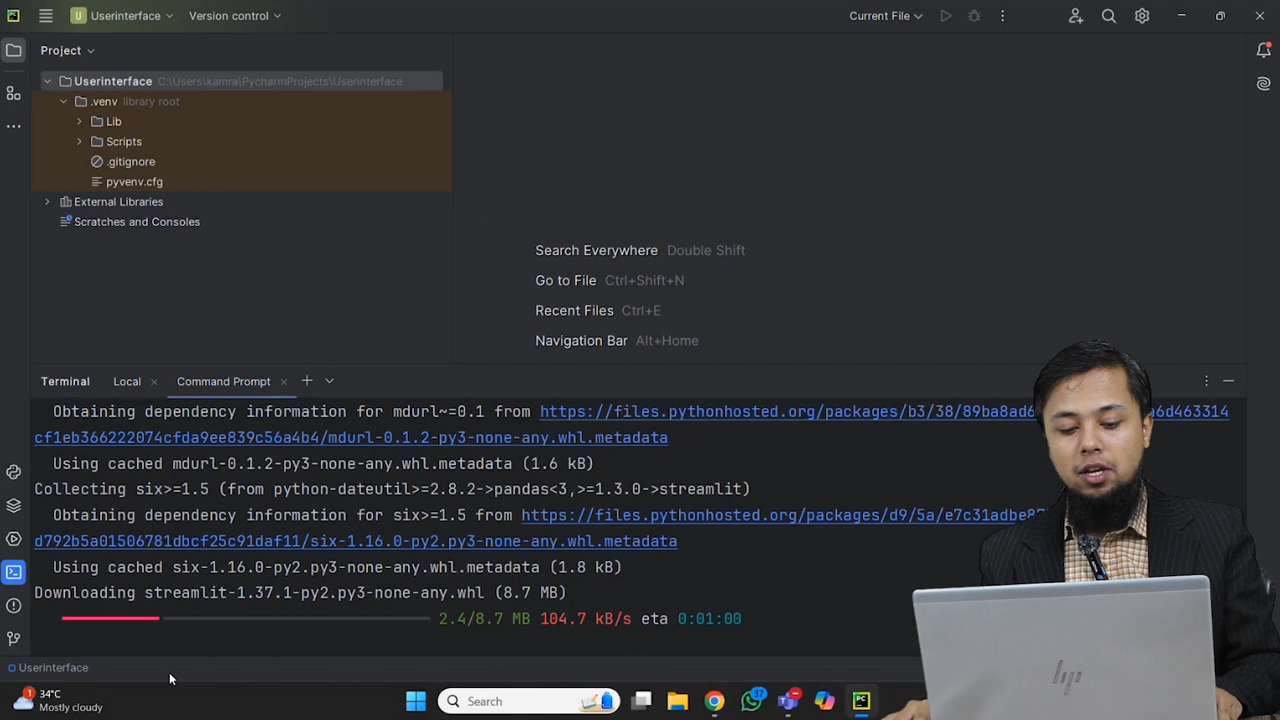 U Userinterface Version control Current File
Project
Userinterface C:\Users\kamra\PycharmProjects\Userinterface
.venv library root
Lib
Scripts
.gitignore
pyvenv.cfg
External Libraries
Scratches and Consoles
Search Everywhere Double Shift
Go to File Ctrl+Shift+N
Recent Files Ctrl+E
Navigation Bar Alt+Home
Terminal Local Command Prompt
Obtaining dependency information for mdurl~=0.1 from https://files.pythonhosted.org/packages/b3/38/89ba8ad6 a6d463314
cf1eb366222074cfda9ee839c56a4b4/mdurl-0.1.2-py3-none-any.whl.metadata
Using cached mdurl-0.1.2-py3-none-any.whl.metadata (1.6 kB)
Collecting six>=1.5 (from python-dateutil>=2.8.2->pandas<3,>=1.3.0->streamlit)
Obtaining dependency information for six>=1.5 from https://files.pythonhosted.org/packages/d9/5a/e7c31adbe8
d792b5a01506781dbcf25c91daf11/six-1.16.0-py2.py3-none-any.whl.metadata
Using cached six-1.16.0-py2.py3-none-any.whl.metadata (1.8 kB)
Downloading streamlit-1.37.1-py2.py3-none-any.whl (8.7 MB)
2.4/8.7 MB 104.7 kB/s eta 0:01:00
Userinterface
1 34°C
Mostly cloudy
Search
37
PC
hp